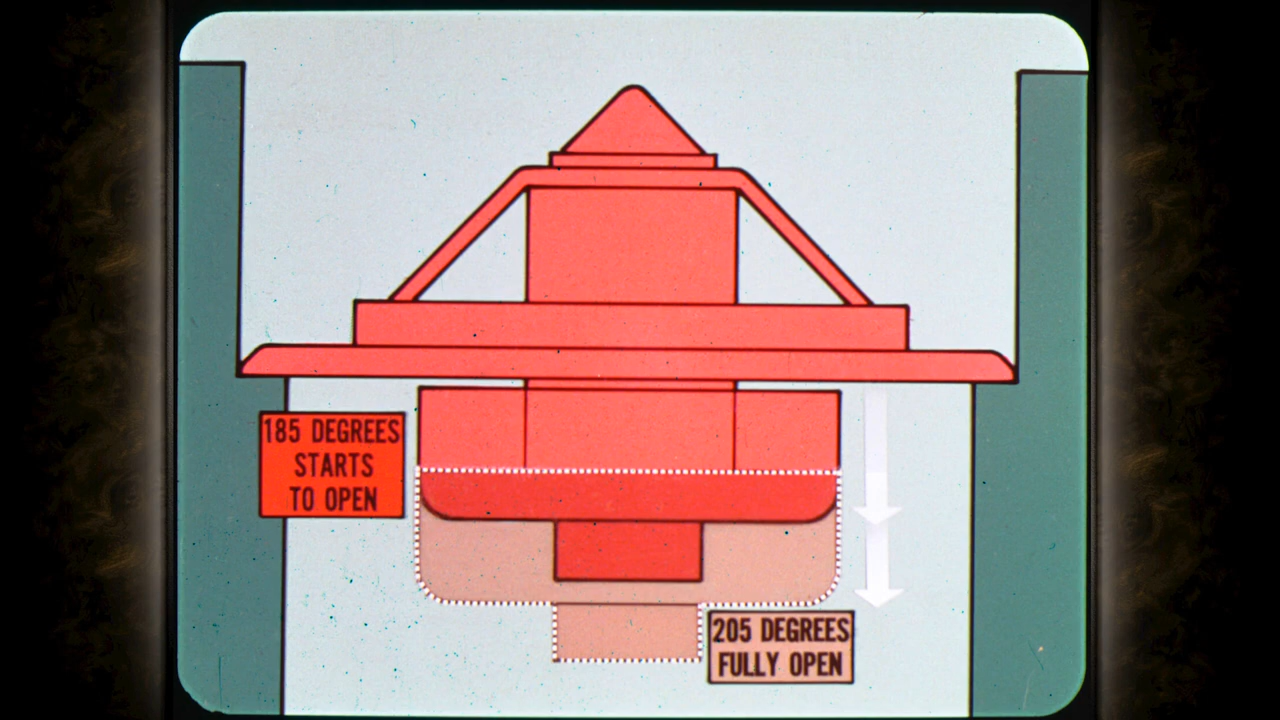 185 DEGREES
STARTS
TO OPEN
205 DEGREES
FULLY OPEN